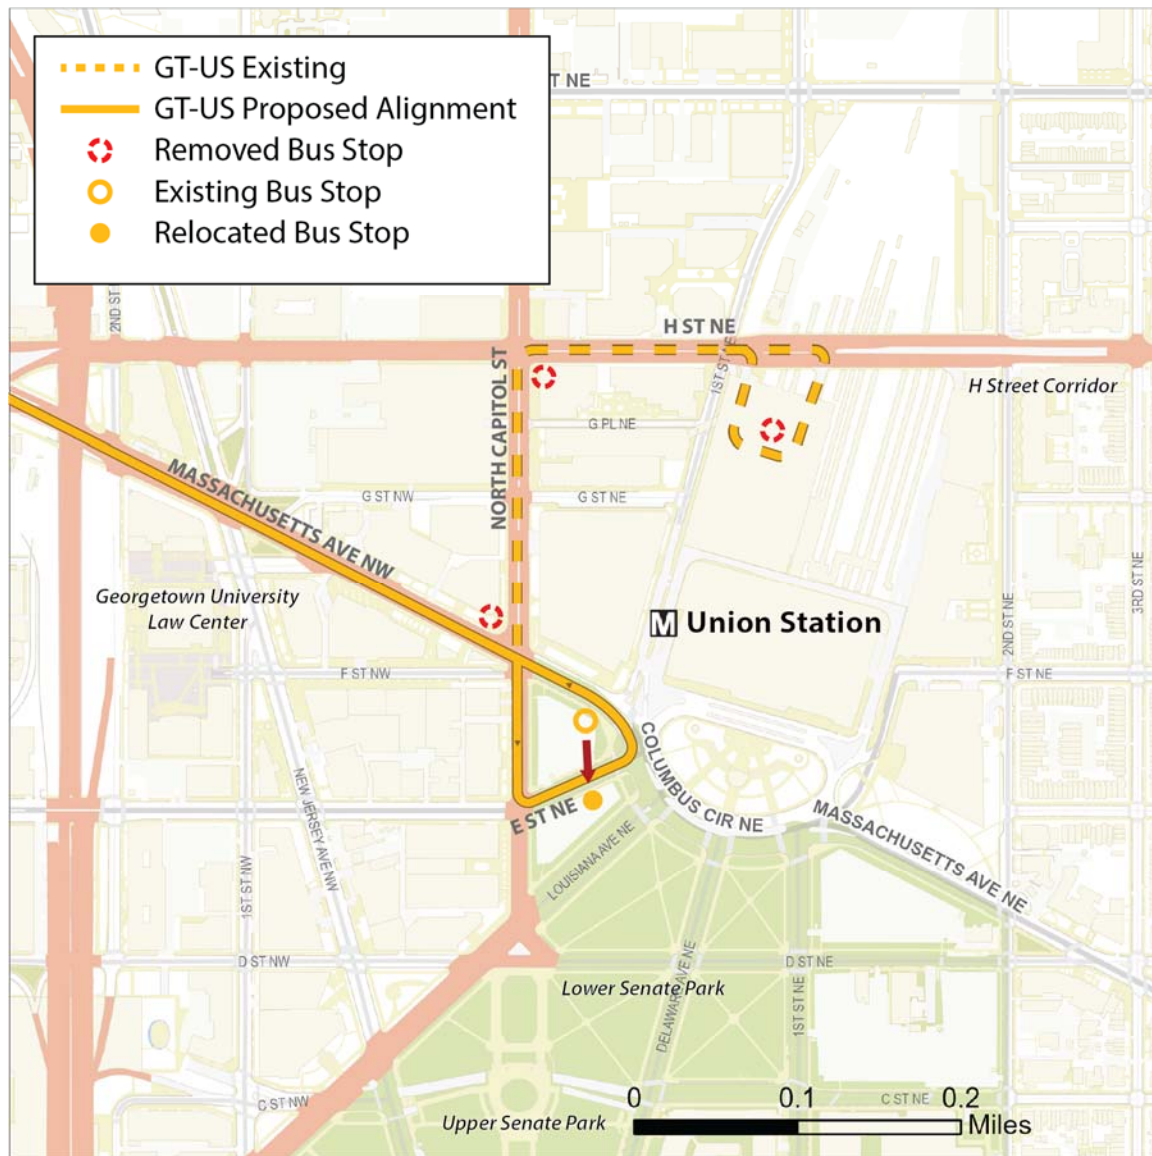 GT-US Existing
GT-US Proposed Alignment
Removed Bus Stop
Existing Bus Stop
Relocated Bus Stop
T NE
2ND ST
H ST NE
1ST ST NE
H Street Corridor
NORTH CAPITOL ST
G PL NE
MASSACHUSETTS AVE NW
G ST NW
G ST NE
3RD ST NE
Georgetown University
Law Center
M Union Station
2ND ST NE
F ST NW
F ST NE
COLUMBUS CIR NE
NEW JERSEY AVE NW
E ST NE
MASSACHUSETTS AVE NE
LOUISIANA AVE NE
1ST ST NW
D ST NW
D ST NE
Lower Senate Park
DELAWARE AVE NE
1ST ST NE
C ST NW
C ST NE
Upper Senate Park
0 0.1 0.2
Miles